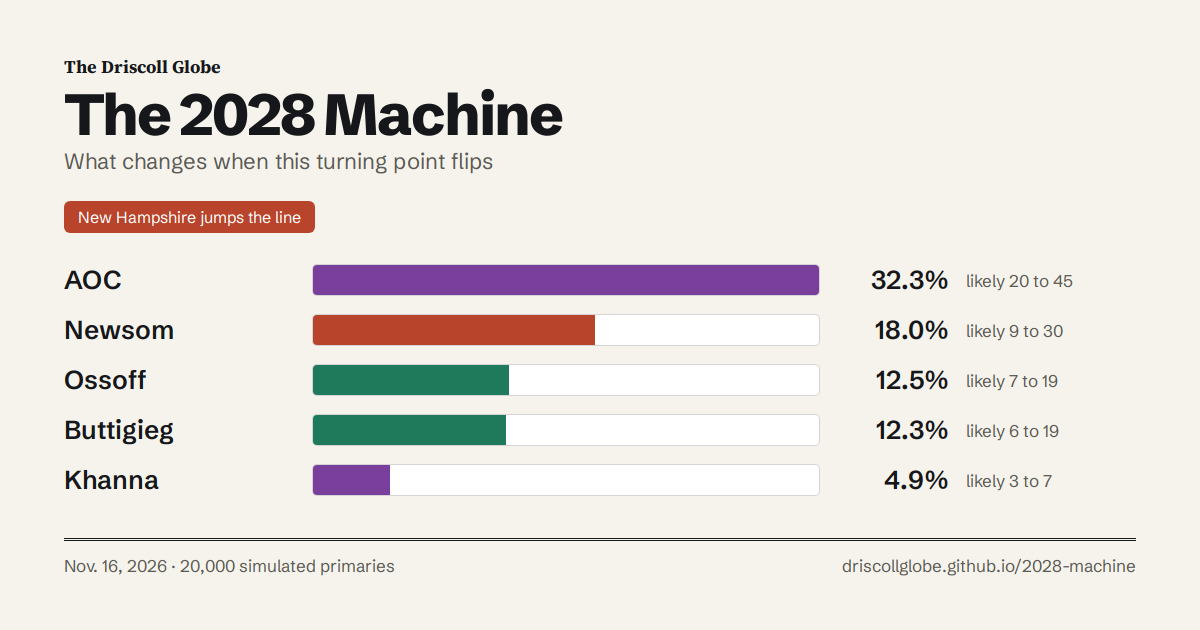 The Driscoll Globe
The 2028 Machine
What changes when this turning point flips
New Hampshire jumps the line
AOC 32.3% likely 20 to 45
Newsom 18.0% likely 9 to 30
Ossoff 12.5% likely 7 to 19
Buttigieg 12.3% likely 6 to 19
Khanna 4.9% likely 3 to 7
Nov. 16, 2026 · 20,000 simulated primaries driscollglobe.github.io/2028-machine